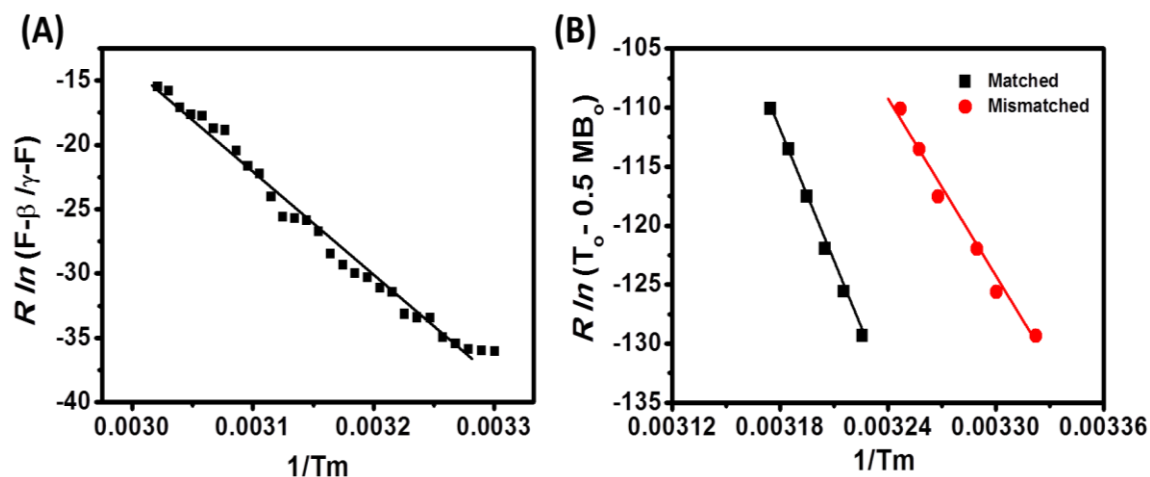 (A)
R ln (F-β /γ-F)
-15
-20
-25
-30
-35
-40
0.0030
0.0031
0.0032
0.0033
1/Tm
(B)
R ln (To- 0.5 MBo)
-105
-110
-115
-120
-125
-130
-135
Matched
Mismatched
0.00312
0.00318
0.00324
0.00330
0.00336
1/Tm